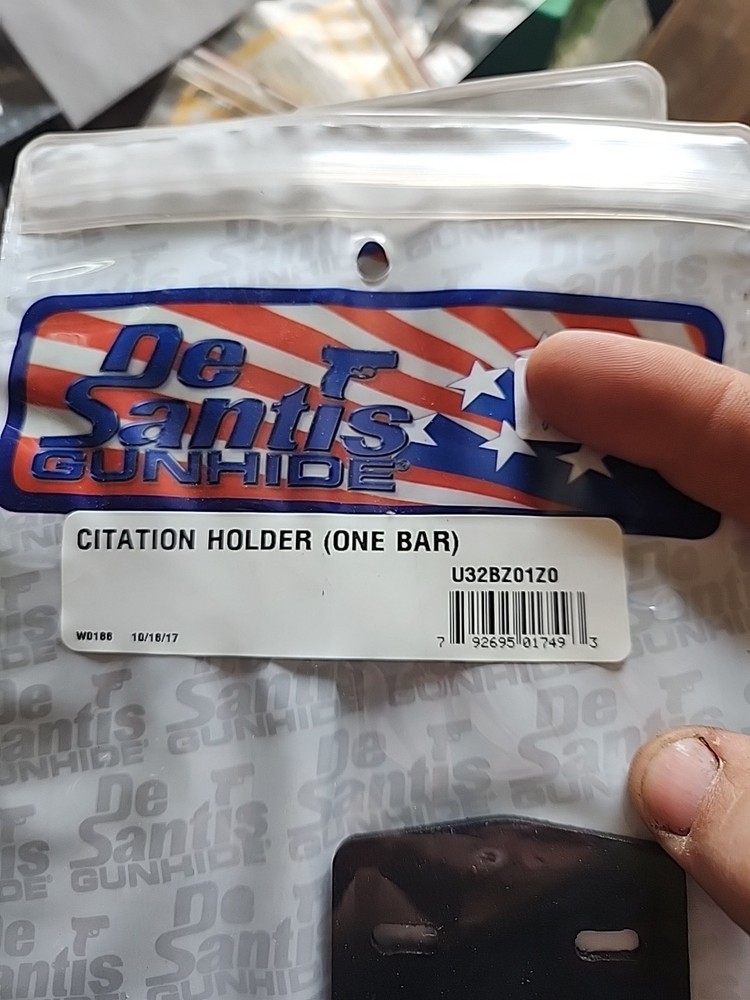 De
Santis
GUNHIDE®
CITATION HOLDER (ONE BAR)
U32BZ01Z0
W0186 10/16/17
7 92695 01749 3